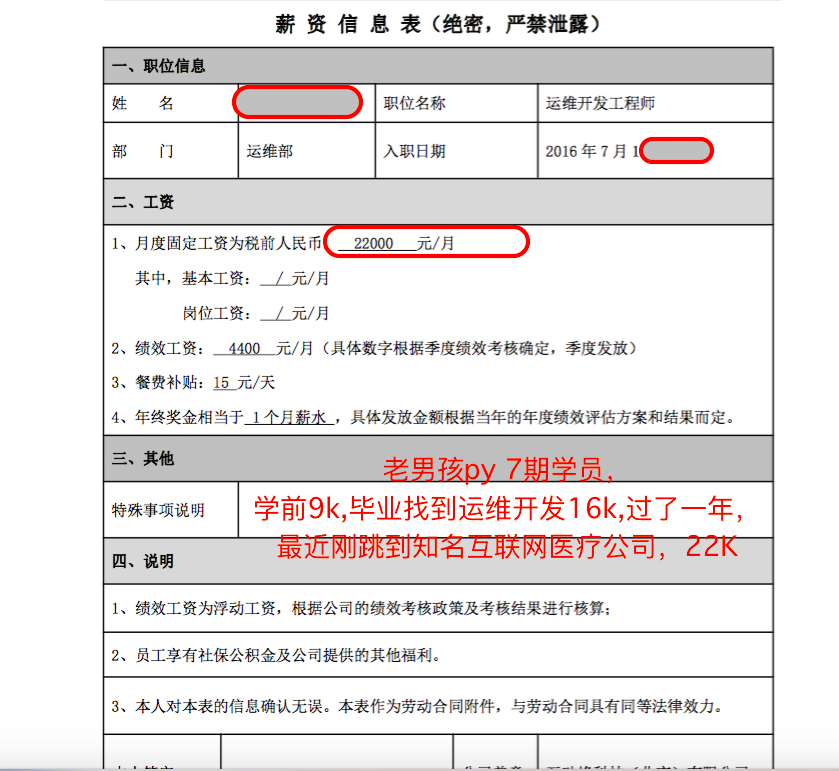 薪 资 信 息 表（绝密，严禁泄露）
一、职位信息
姓 名 职位名称 运维开发工程师
部 门 运维部 入职日期 2016 年 7 月 1
二、工资
1、月度固定工资为税前人民币 22000 元/月
其中，基本工资： / 元/月
岗位工资： / 元/月
2、绩效工资： 4400 元/月（具体数字根据季度绩效考核确定，季度发放）
3、餐费补贴：15 元/天
4、年终奖金相当于 1 个月薪水 ，具体发放金额根据当年的年度绩效评估方案和结果而定。
三、其他
老男孩py 7期学员，
特殊事项说明
学前9k,毕业找到运维开发16k,过了一年，
最近刚跳到知名互联网医疗公司， 22K
四、说明
1、绩效工资为浮动工资，根据公司的绩效考核政策及考核结果进行核算；
2、员工享有社保公积金及公司提供的其他福利。
3、本人对本表的信息确认无误。本表作为劳动合同附件，与劳动合同具有同等法律效力。